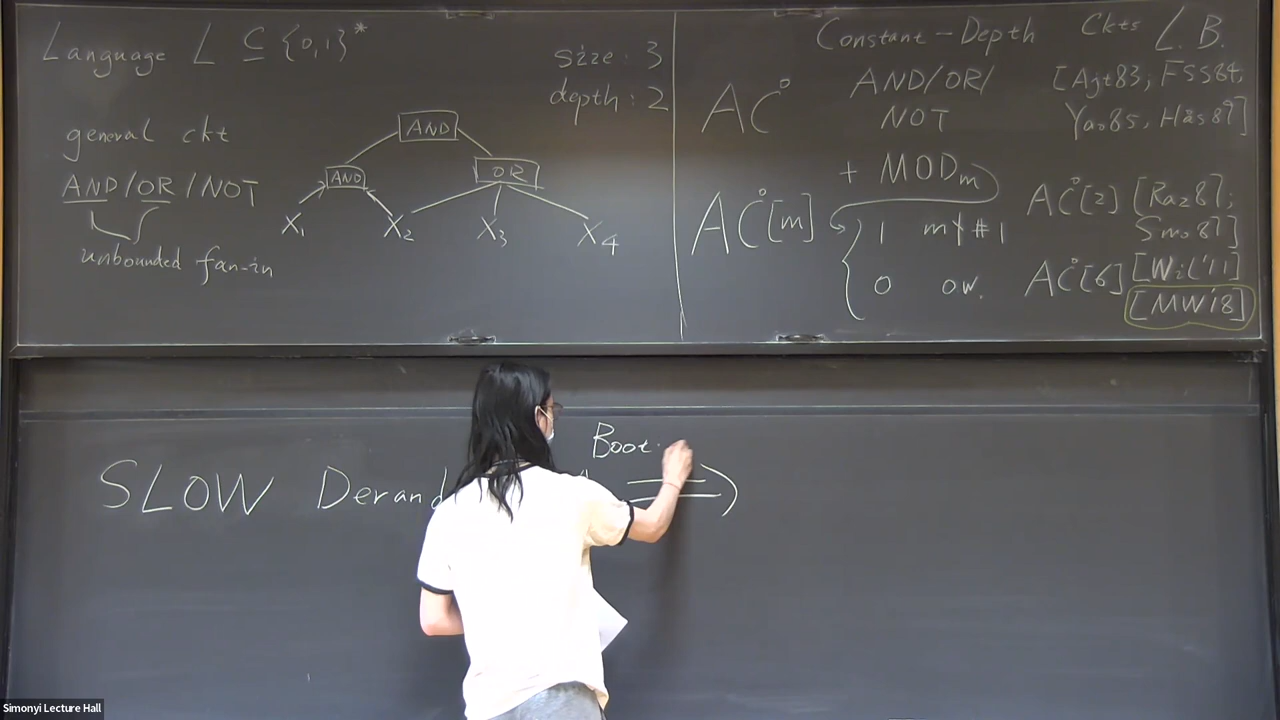 Language L ⊆ {0,1}*
size : 3
depth : 2
general ckt
AND/OR/NOT
unbounded fan-in
AND
AND
OR
X₁ X₂ X₃ X₄
Constant-Depth Ckts L.B.
AC⁰ AND/OR/ [Ajt83, FSS84,
NOT Yao85, Hås89]
+ MODₘ
AC⁰[m]
1 m∤#1
0 o.w.
AC⁰[2] [Raz87;
Smo87]
AC⁰[6] [Wil'11]
[MW18]
SLOW Derand
Boot
Simonyi Lecture Hall